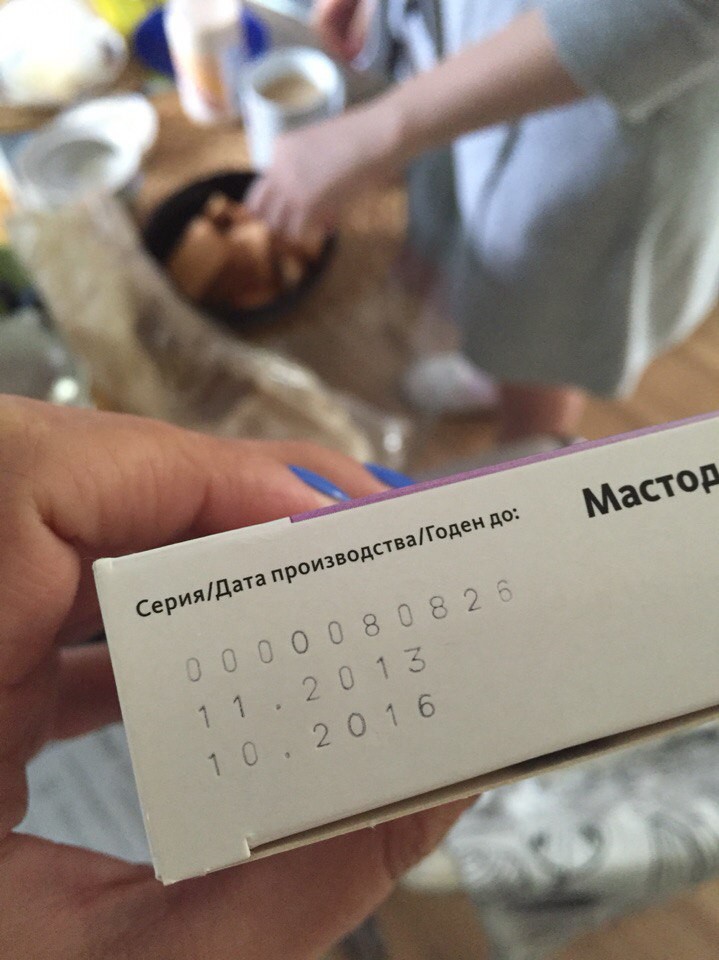 Серия/Дата производства/Годен до:
Мастод
0000080826
11.2013
10.2016